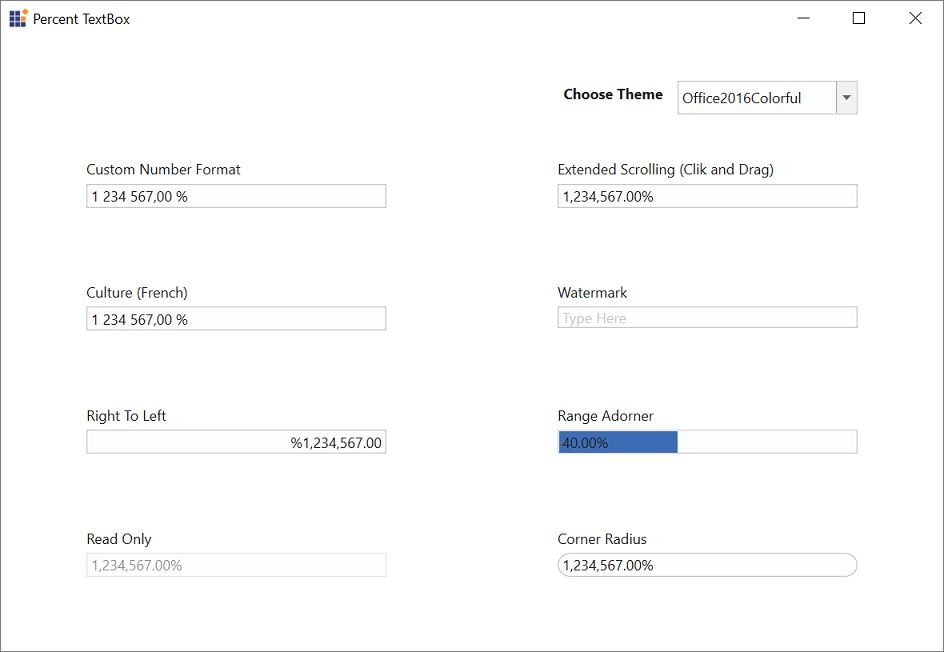 Percent TextBox
Choose Theme
Office2016Colorful
Custom Number Format
1 234 567,00 %
Extended Scrolling (Clik and Drag)
1,234,567.00%
Culture (French)
1 234 567,00 %
Watermark
Type Here
Right To Left
%1,234,567.00
Range Adorner
40.00%
Read Only
1,234,567.00%
Corner Radius
1,234,567.00%